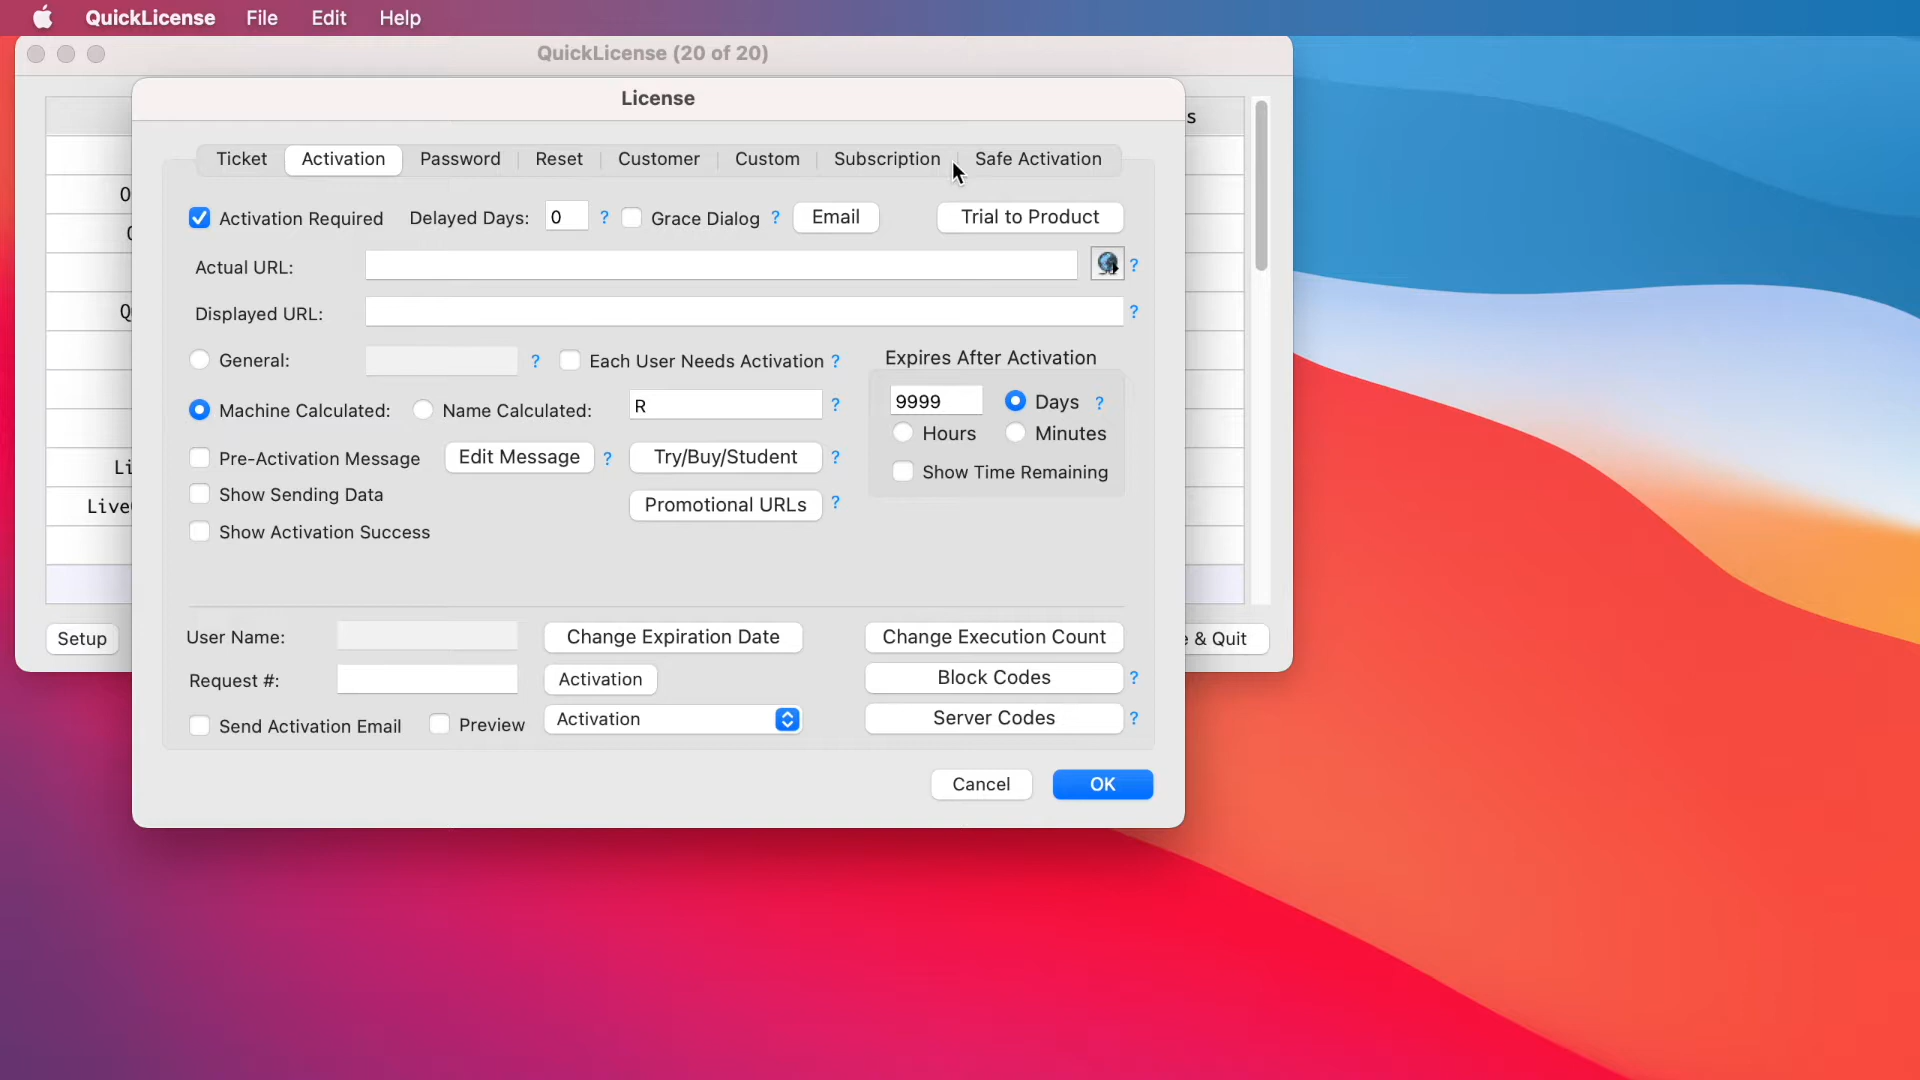 QuickLicense File Edit Help
QuickLicense (20 of 20)
License
s
Ticket Activation Password Reset Customer Custom Subscription Safe Activation
O
Activation Required Delayed Days: 0 ? Grace Dialog ? Email Trial to Product
Actual URL: ?
Displayed URL: ?
General: ? Each User Needs Activation ? Expires After Activation
Machine Calculated: Name Calculated: R ? 9999 Days ?
Hours Minutes
Pre-Activation Message Edit Message ? Try/Buy/Student ? Show Time Remaining
Li
Show Sending Data
Live
Promotional URLs ?
Show Activation Success
User Name: Change Expiration Date Change Execution Count
Setup
& Quit
Request #: Activation Block Codes ?
Send Activation Email Preview Activation Server Codes ?
Cancel OK